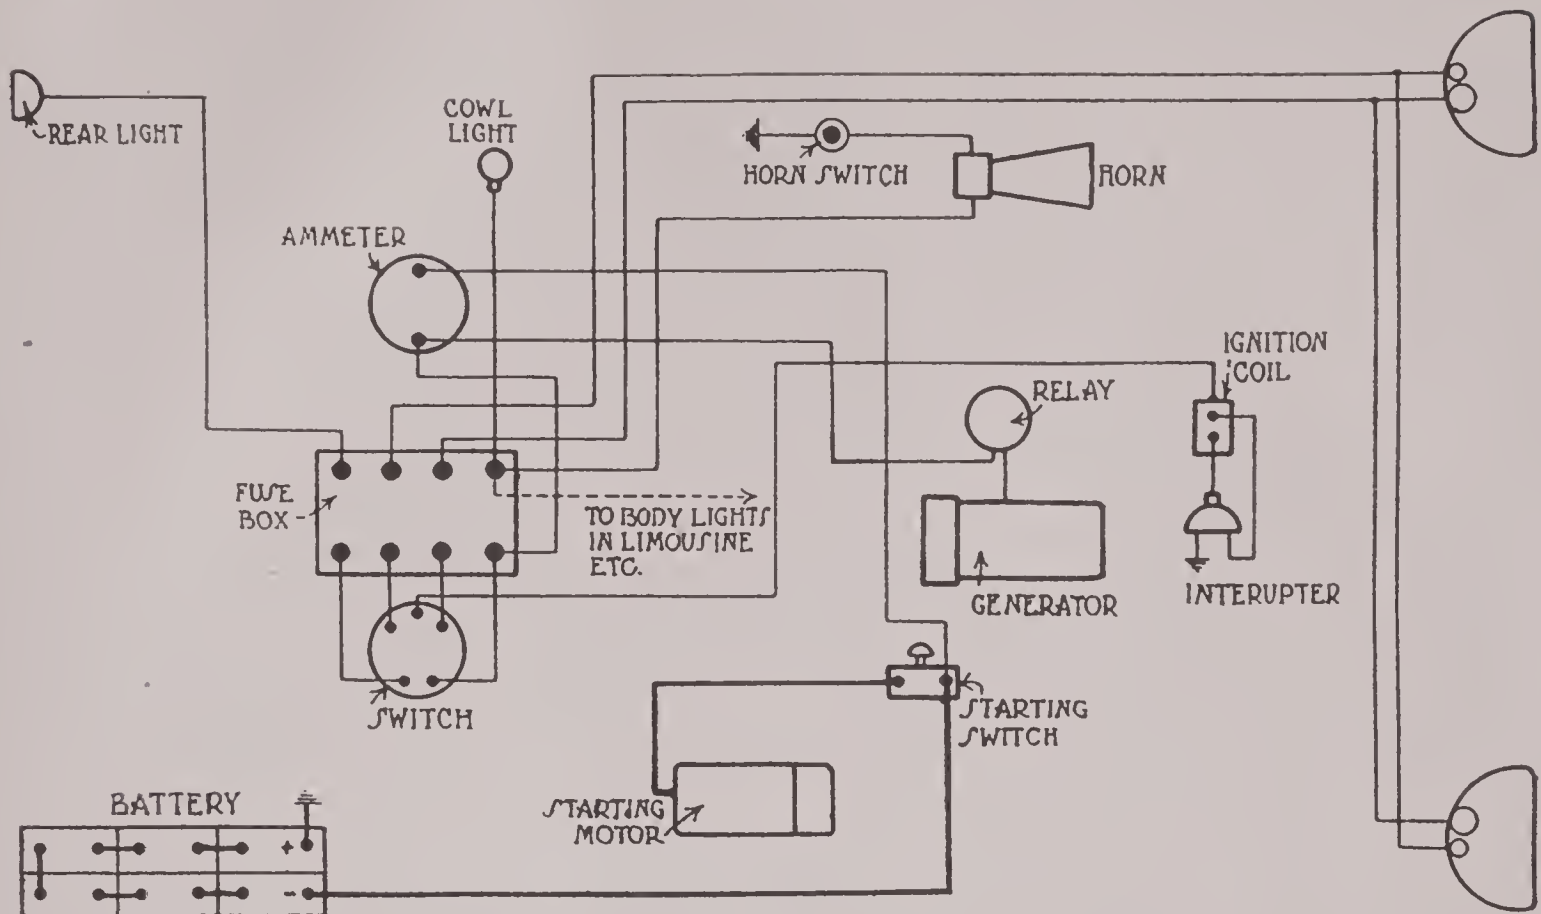 REAR LIGHT
COWL
LIGHT
HORN SWITCH
HORN
AMMETER
IGNITION
COIL
RELAY
FUSE
BOX
TO BODY LIGHTS
IN LIMOUSINE
ETC.
GENERATOR
INTERUPTER
SWITCH
STARTING
SWITCH
BATTERY
STARTING
MOTOR
+
-